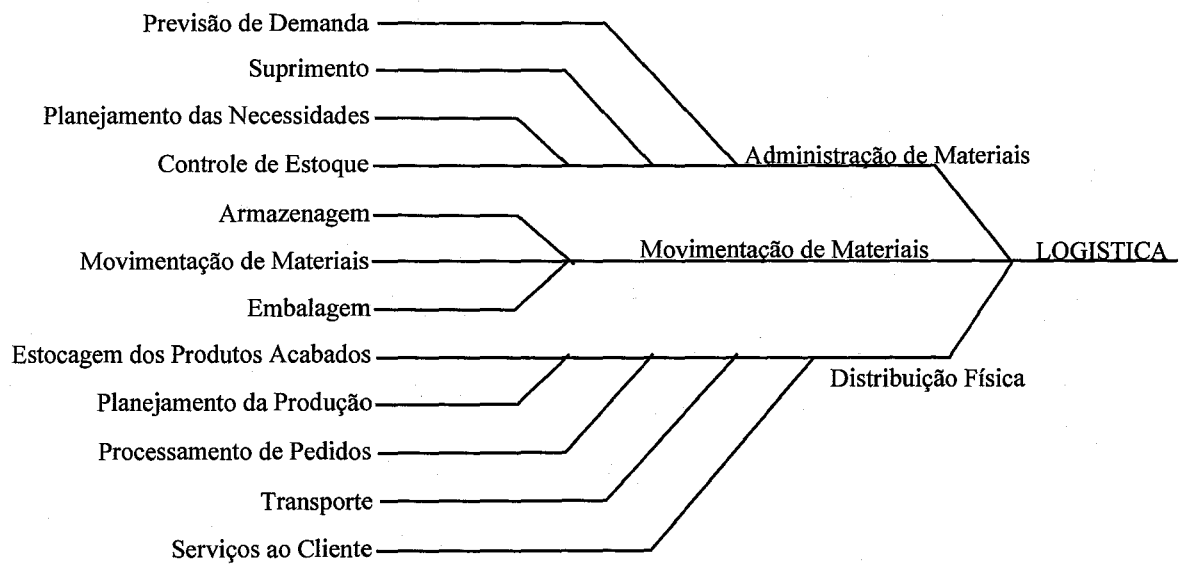 Previsão de Demanda
Suprimento
Planejamento das Necessidades
Controle de Estoque
Administração de Materiais
Armazenagem
Movimentação de Materiais
Movimentação de Materiais
LOGISTICA
Embalagem
Estocagem dos Produtos Acabados
Distribuição Física
Planejamento da Produção
Processamento de Pedidos
Transporte
Serviços ao Cliente